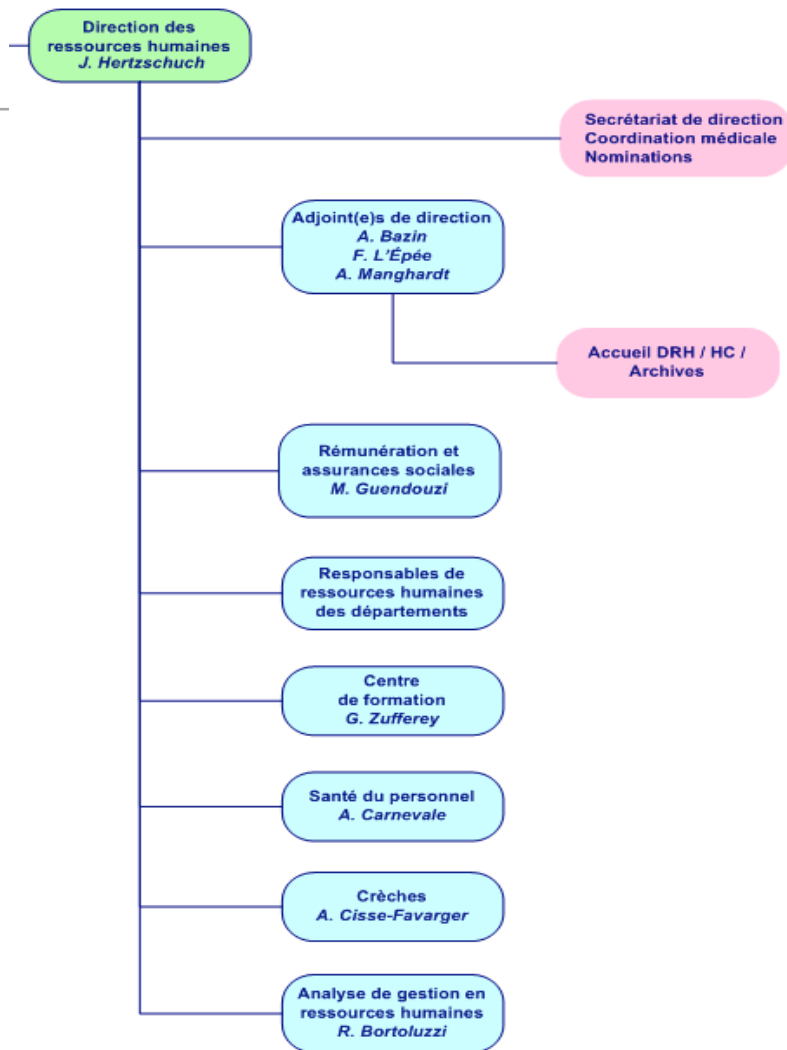 Direction des
ressources humaines
J. Hertzschuch
Secrétariat de direction
Coordination médicale
Nominations
Adjoint(e)s de direction
A. Bazin
F. L'Épée
A. Manghardt
Accueil DRH / HC /
Archives
Rémunération et
assurances sociales
M. Guendouzi
Responsables de
ressources humaines
des départements
Centre
de formation
G. Zufferey
Santé du personnel
A. Carnevale
Crèches
A. Cisse-Favarger
Analyse de gestion en
ressources humaines
R. Bortoluzzi